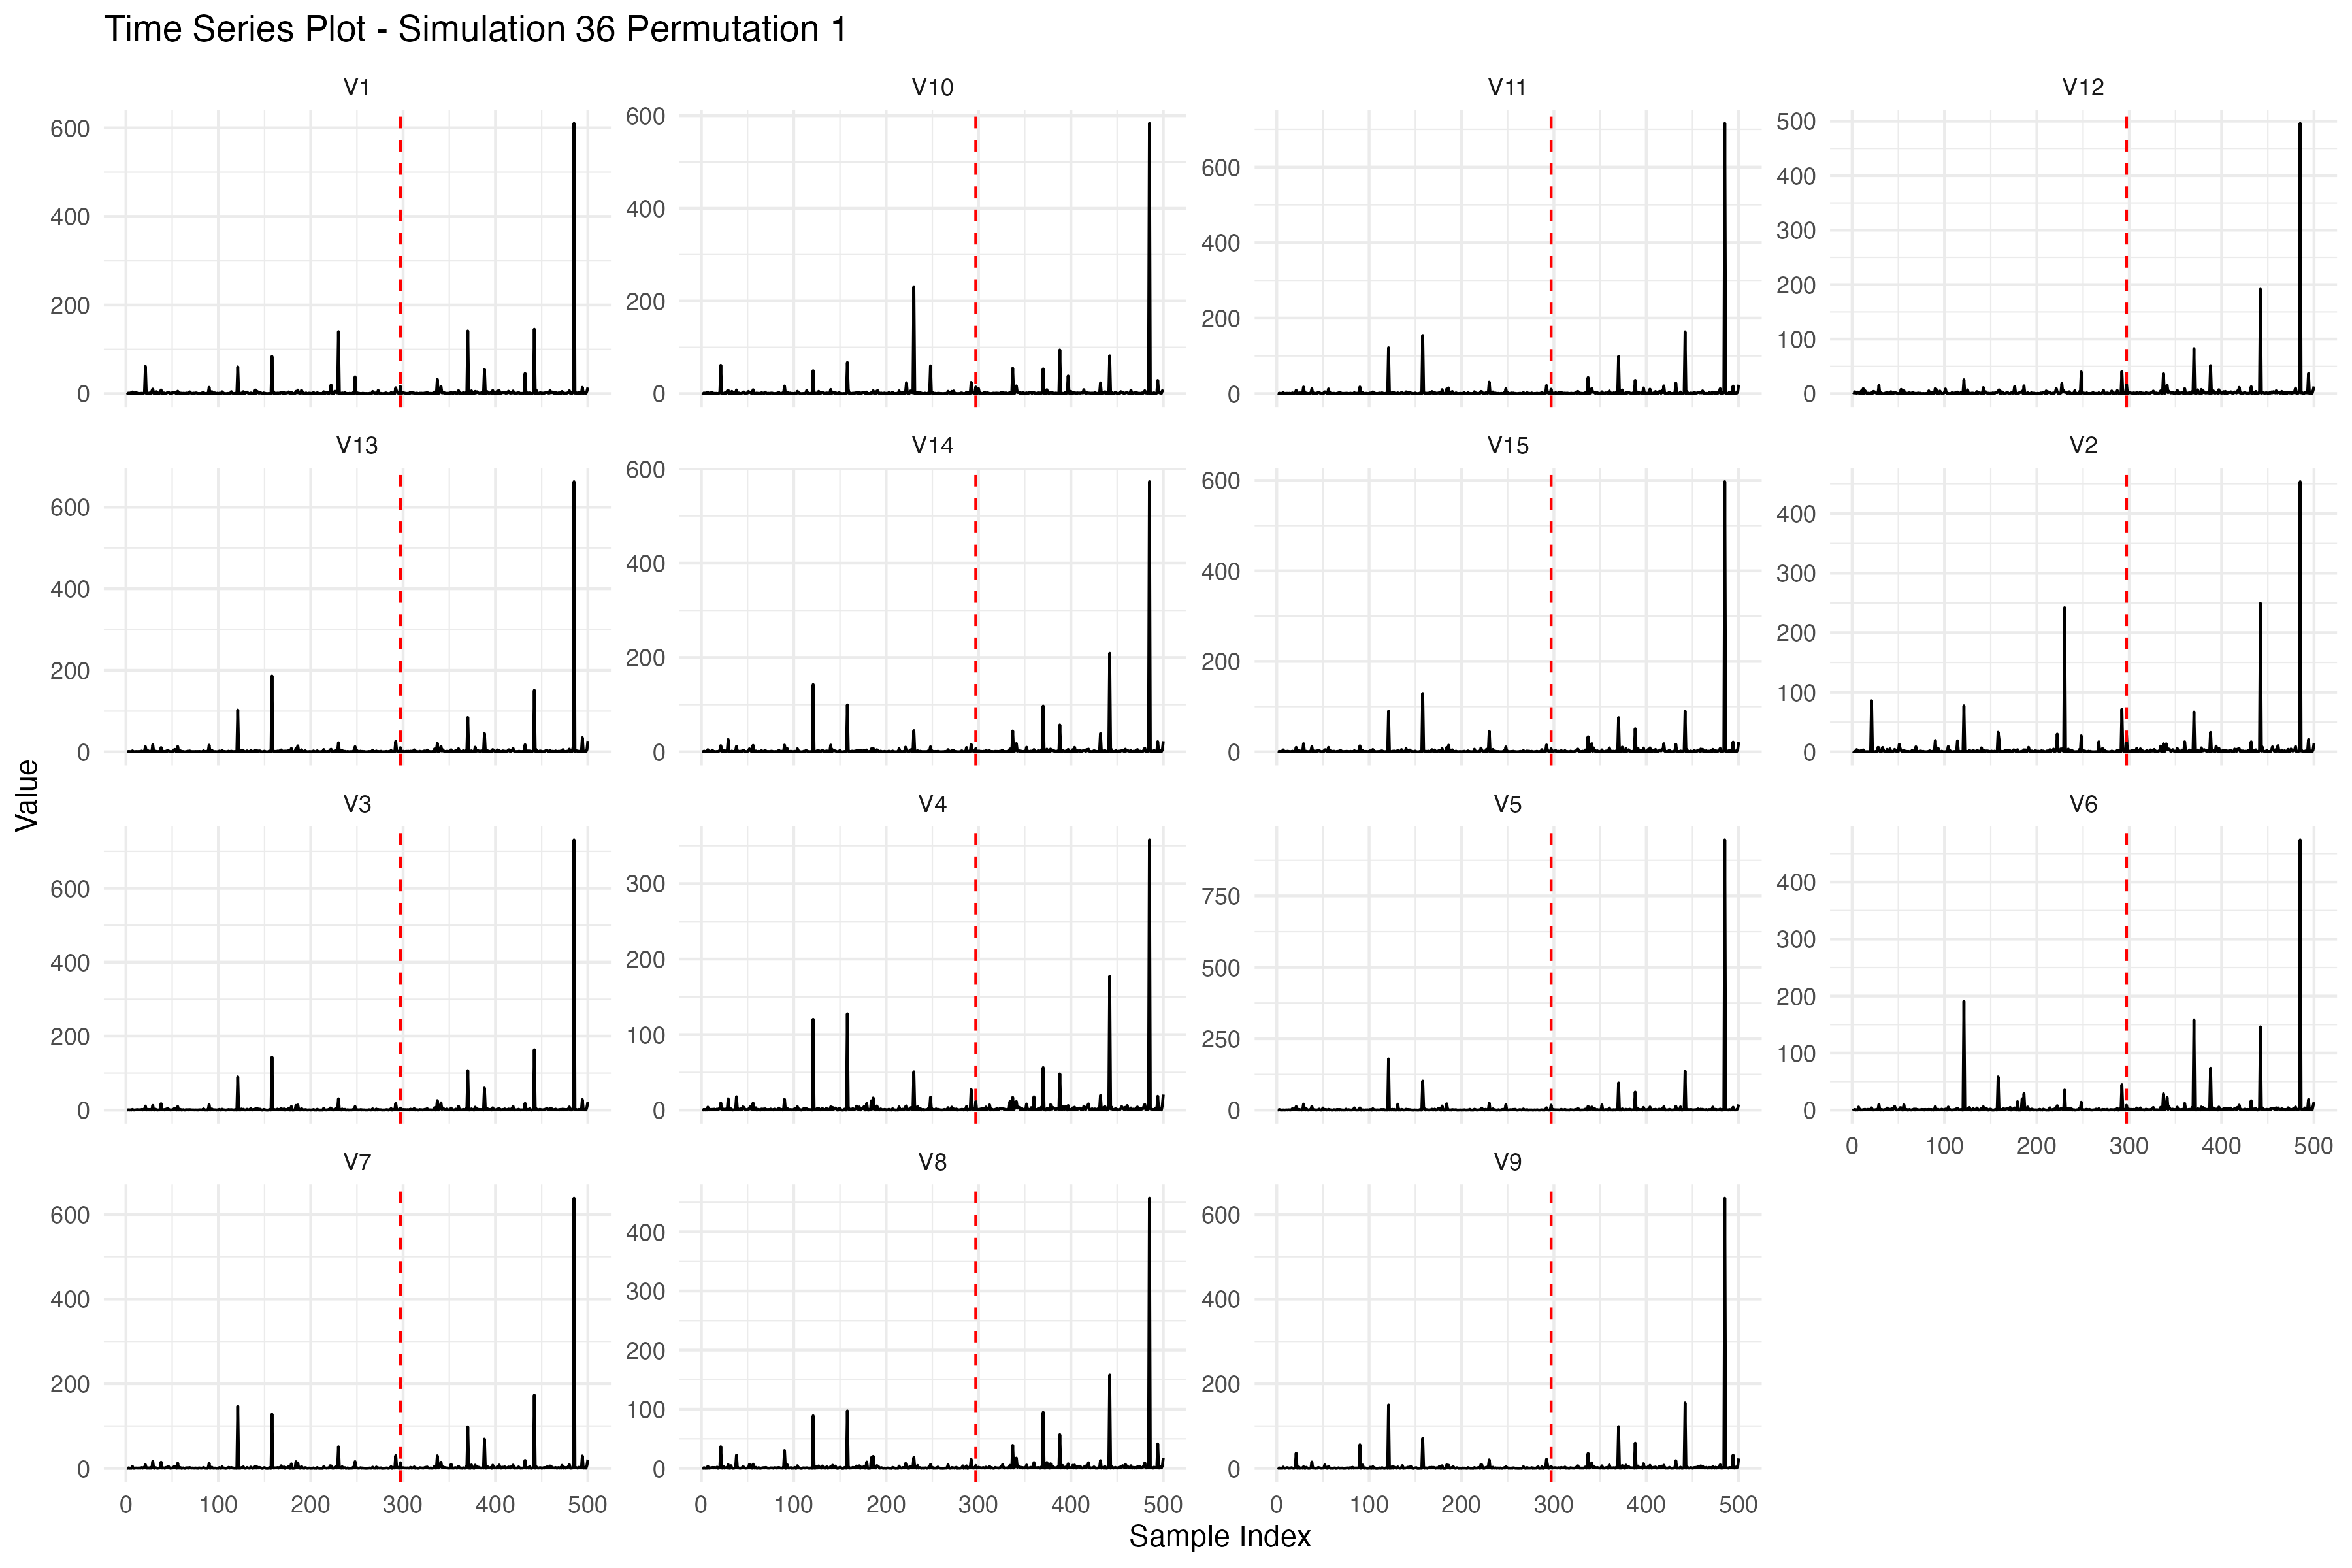 Time Series Plot - Simulation 36 Permutation 1
V1 V10 V11 V12
600 400 200 0
600 400 200 0
600 400 200 0
500 400 300 200 100 0
V13 V14 V15 V2
600 400 200 0
600 400 200 0
600 400 200 0
400 300 200 100 0
V3 V4 V5 V6
600 400 200 0
300 200 100 0
750 500 250 0
400 300 200 100 0
0 100 200 300 400 500
V7 V8 V9
600 400 200 0
400 300 200 100 0
600 400 200 0
0 100 200 300 400 500
0 100 200 300 400 500
0 100 200 300 400 500
Value
Sample Index